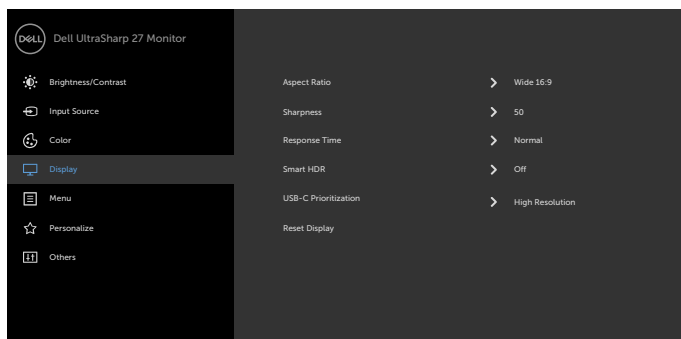 DELL Dell UltraSharp 27 Monitor
Brightness/Contrast
Input Source
Color
Display
Menu
Personalize
Others
Aspect Ratio Wide 16:9
Sharpness 50
Response Time Normal
Smart HDR Off
USB-C Prioritization High Resolution
Reset Display